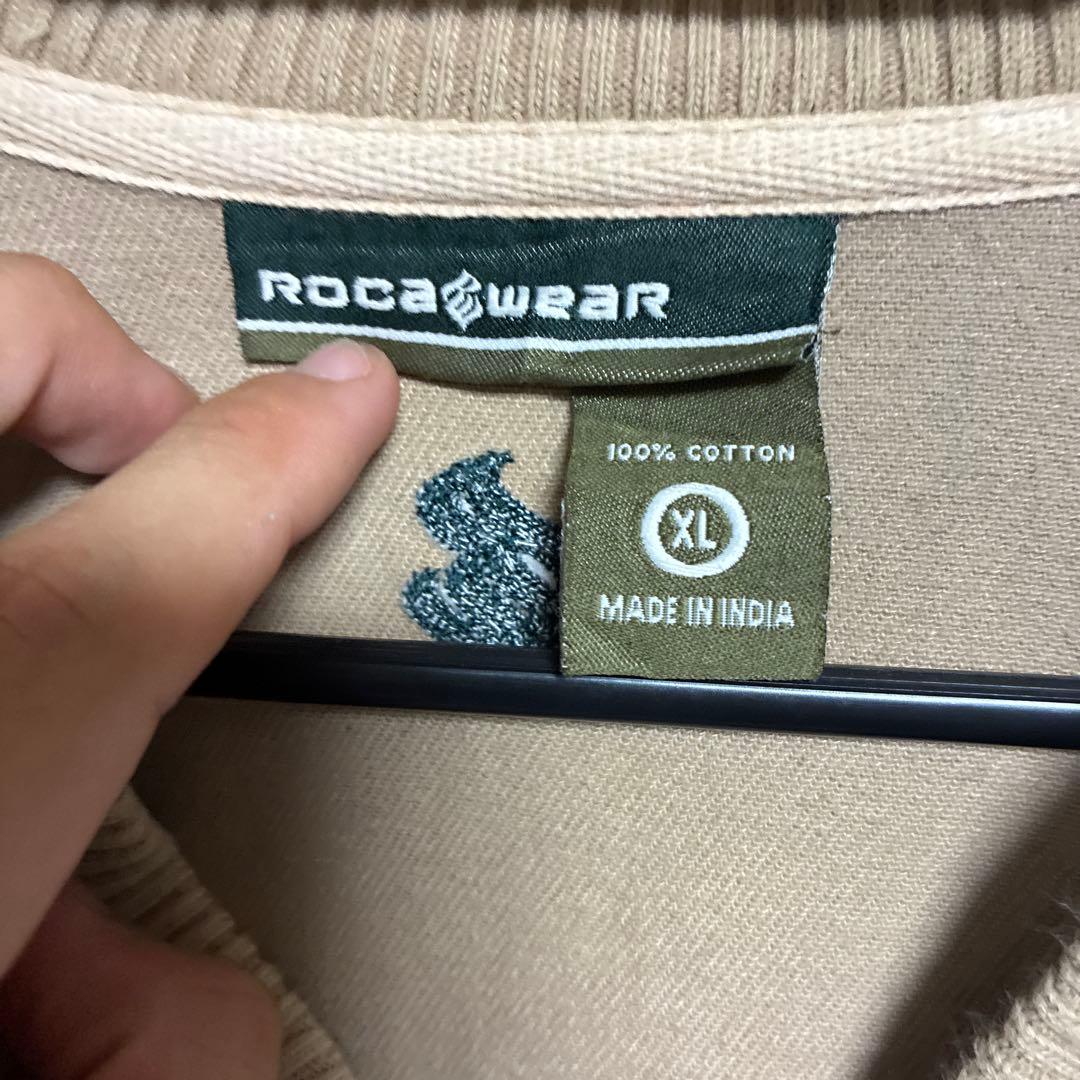 ROCAWEAR
100% COTTON
XL
MADE IN INDIA